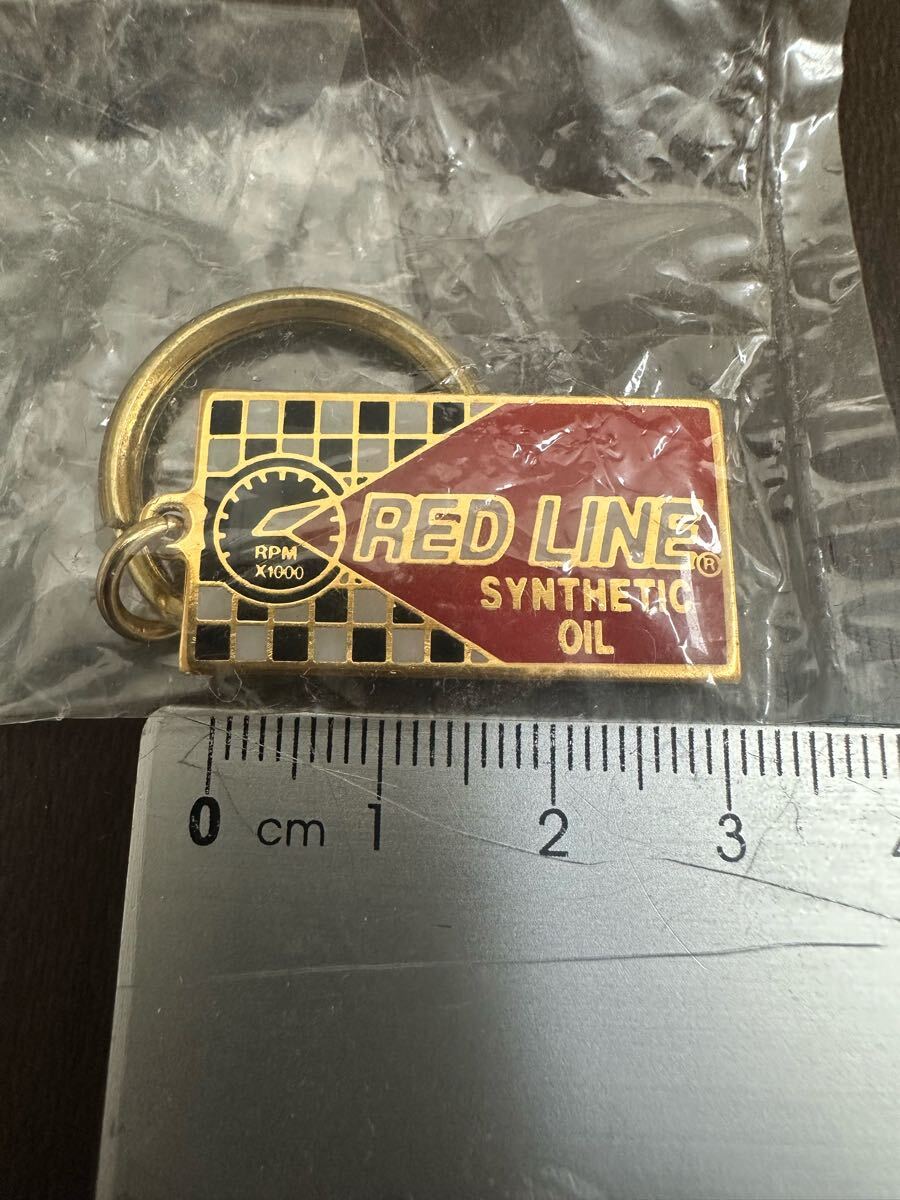 RPM
X1000
RED LINE®
SYNTHETIC
OIL
0 cm 1 2 3